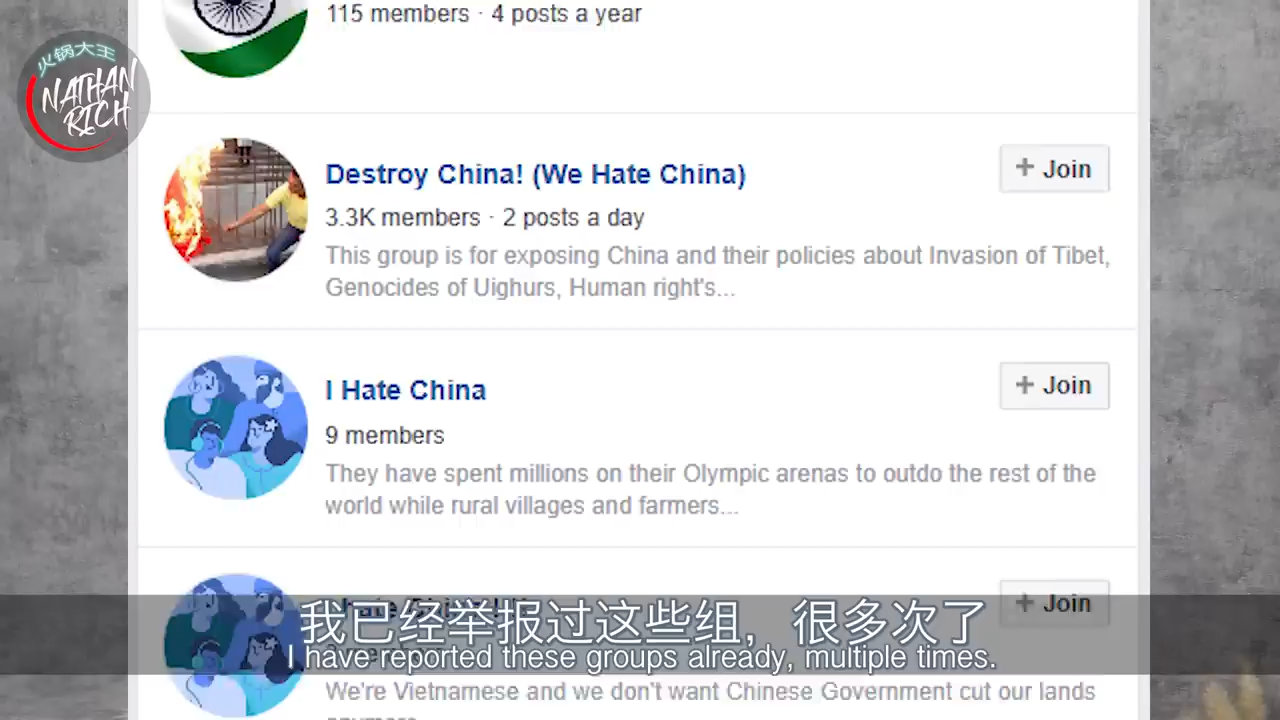 115 members · 4 posts a year
火锅大王
NATHAN
RICH
Destroy China! (We Hate China)
+ Join
3.3K members · 2 posts a day
This group is for exposing China and their policies about Invasion of Tibet,
Genocides of Uighurs, Human right's...
I Hate China
+ Join
9 members
They have spent millions on their Olympic arenas to outdo the rest of the
world while rural villages and farmers...
+ Join
我已经举报过这些组，很多次了
I have reported these groups already, multiple times.
We're Vietnamese and we don't want Chinese Government cut our lands